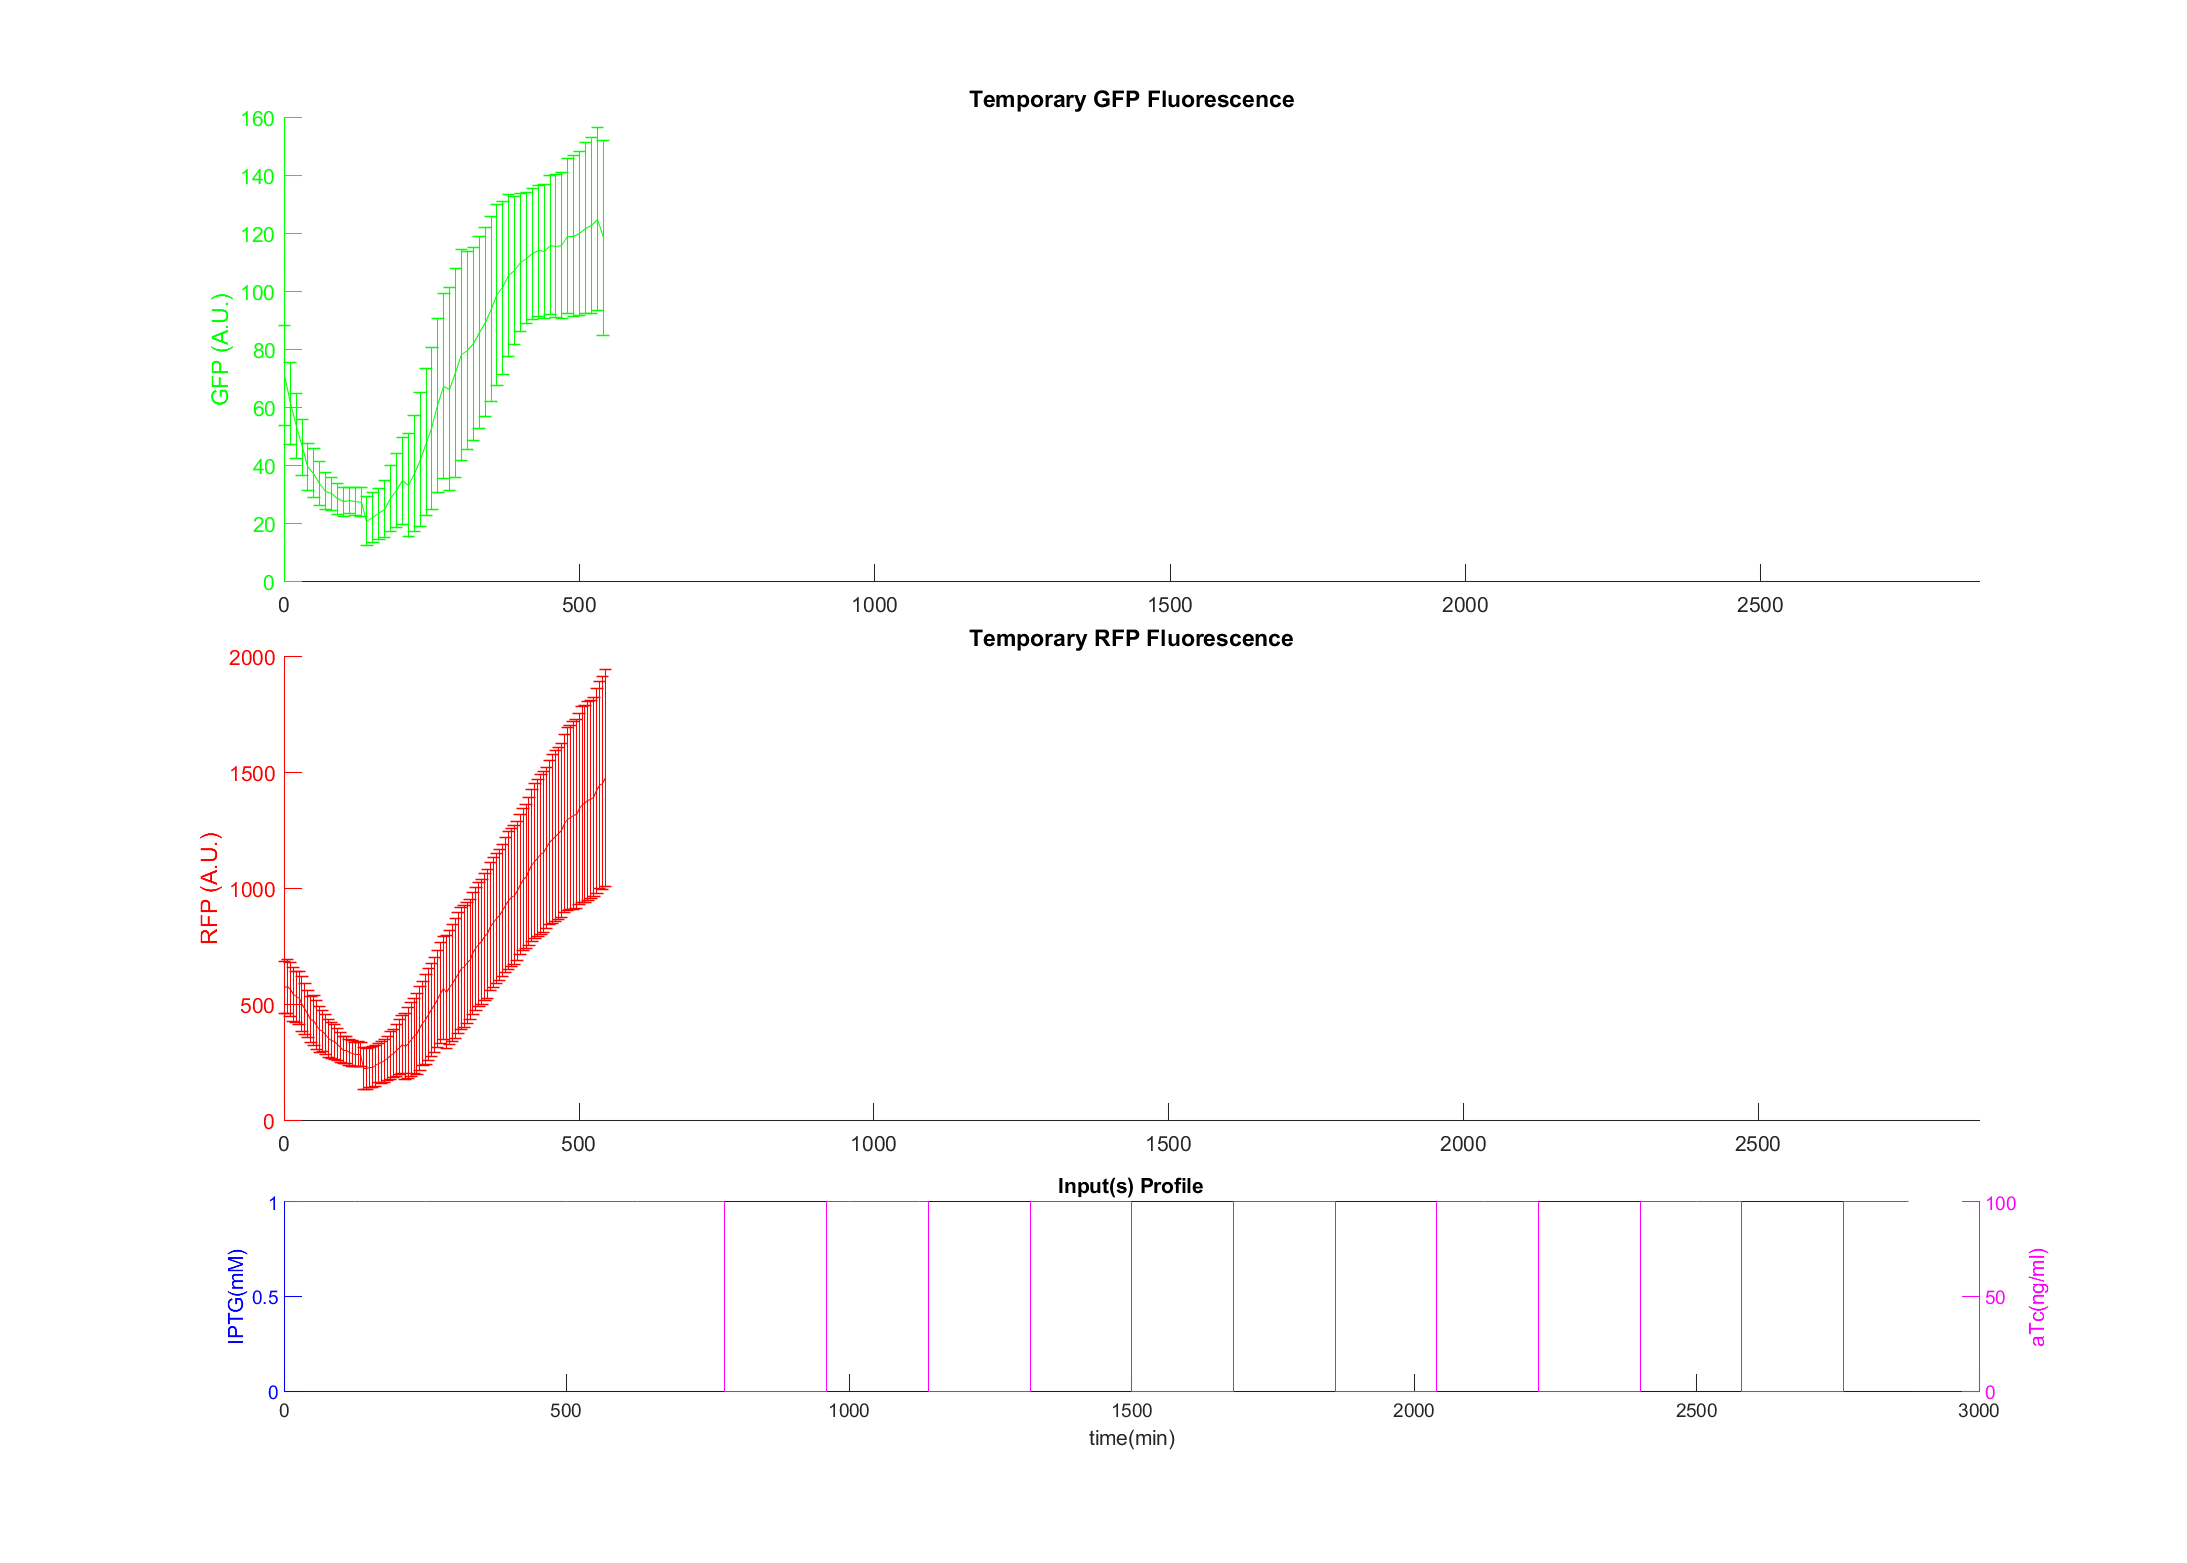 Temporary GFP Fluorescence
160
140
120
100
80
60
40
20
0
GFP (A.U.)
0 500 1000 1500 2000 2500
Temporary RFP Fluorescence
2000
1500
1000
500
0
RFP (A.U.)
0 500 1000 1500 2000 2500
Input(s) Profile
1
0.5
0
IPTG(mM)
100
50
0
aTc(ng/ml)
0 500 1000 1500 2000 2500 3000
time(min)